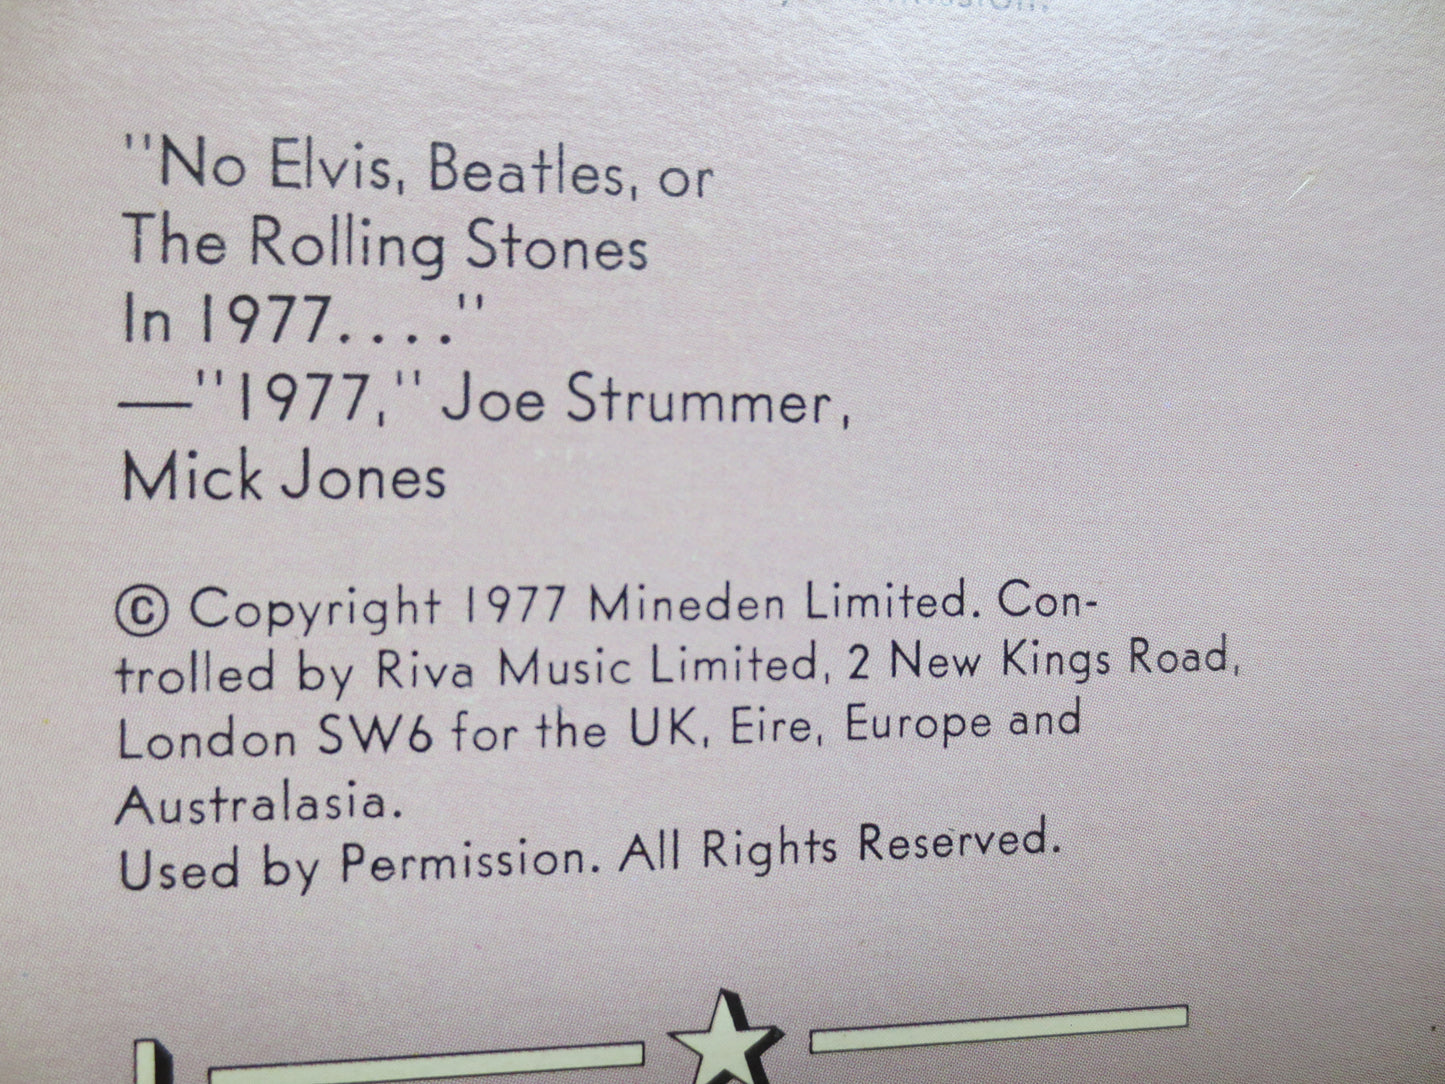 "No Elvis, Beatles, or
The Rolling Stones
In 1977. . . ."
—"1977," Joe Strummer,
Mick Jones
© Copyright 1977 Mineden Limited. Con-
trolled by Riva Music Limited, 2 New Kings Road,
London SW6 for the UK, Eire, Europe and
Australasia.
Used by Permission. All Rights Reserved.